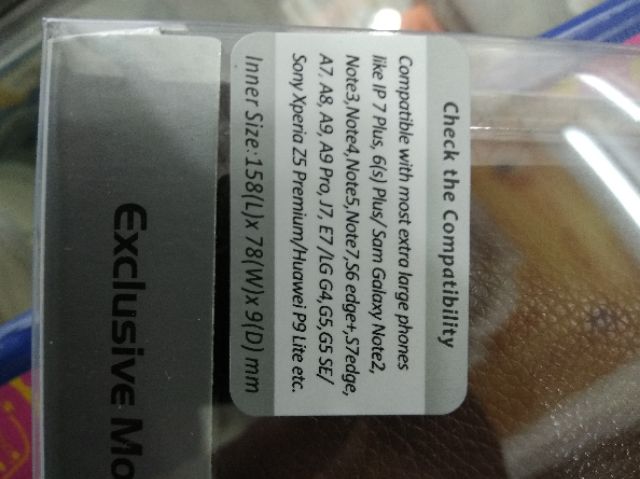 Check the Compatibility
Compatible with most extra large phones
like IP 7 Plus, 6(s) Plus/ Sam Galaxy Note2,
Note3,Note4,Note5,Note7,S6 edge+,S7edge,
A7, A8, A9, A9 Pro, J7, E7 /LG G4,G5,G5 SE/
Sony Xperia Z5 Premium/Huawei P9 Lite etc.
Inner Size:158(L)x 78(W)x 9(D) mm
Exclusive Mo